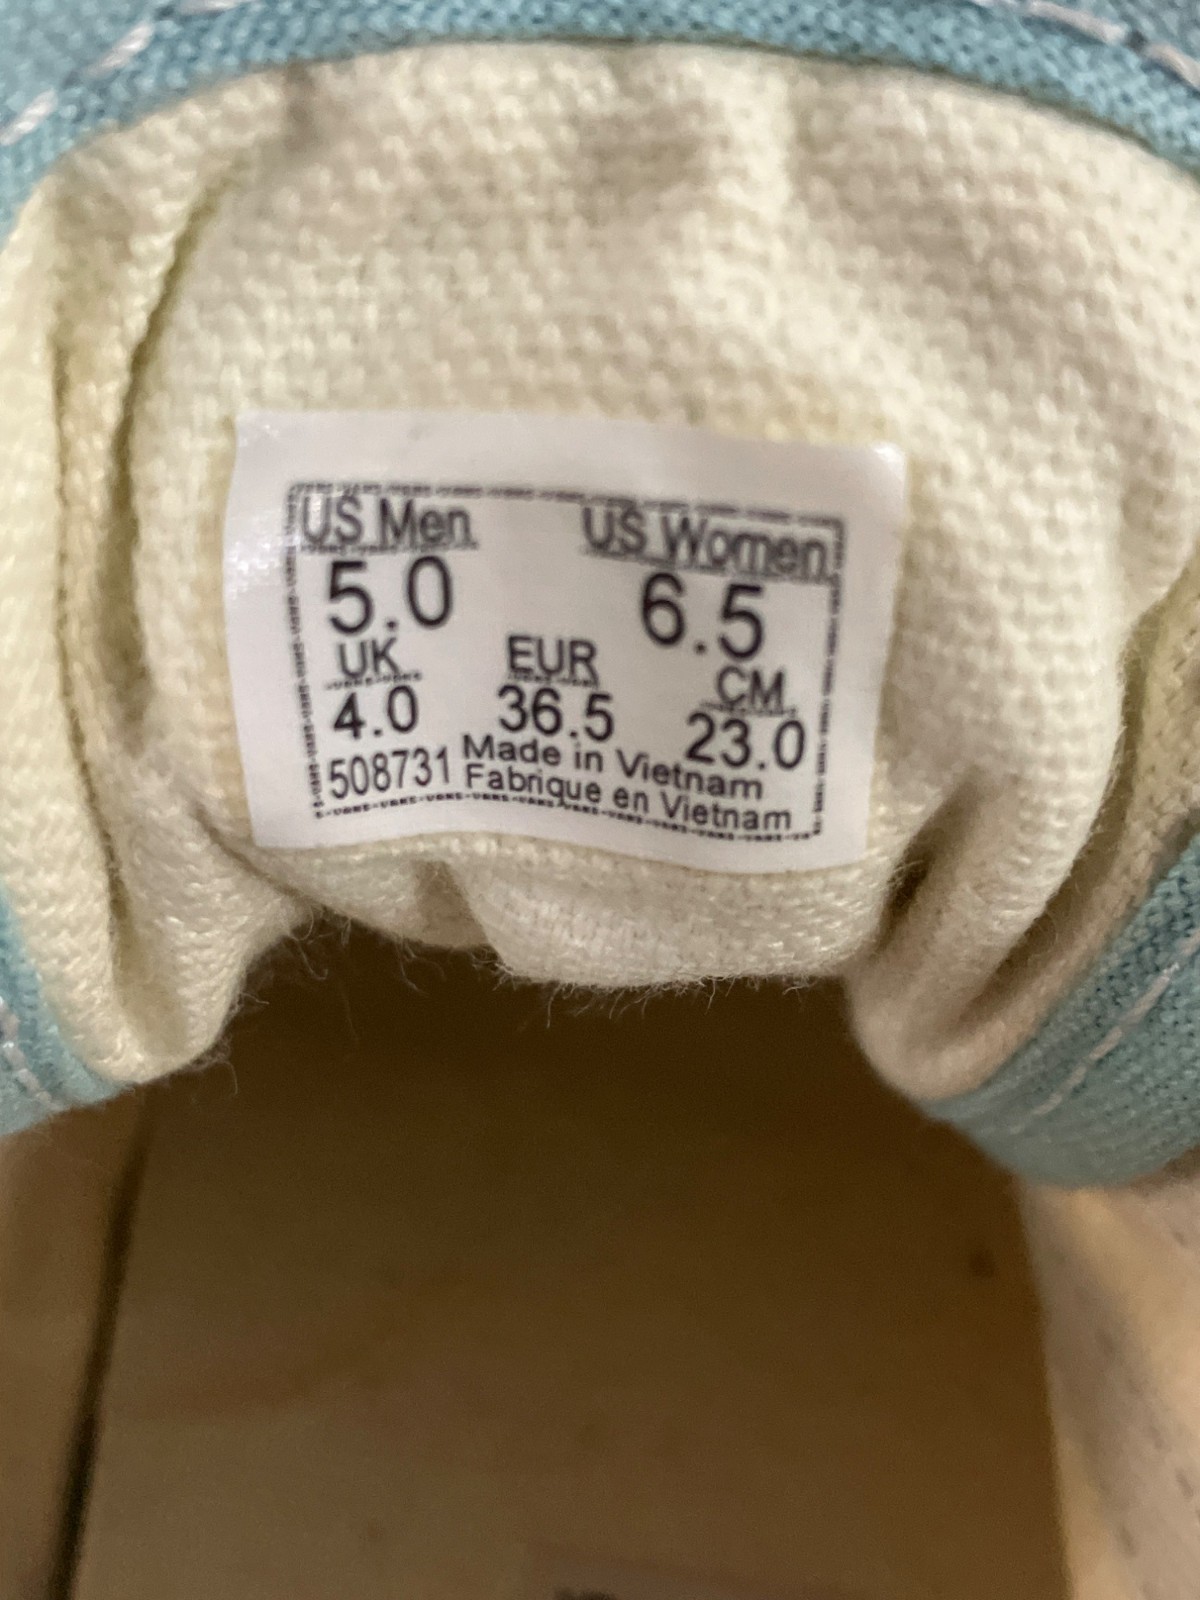 US Men US Women
5.0 6.5
UK EUR CM
4.0 36.5 23.0
508731 Made in Vietnam
Fabrique en Vietnam